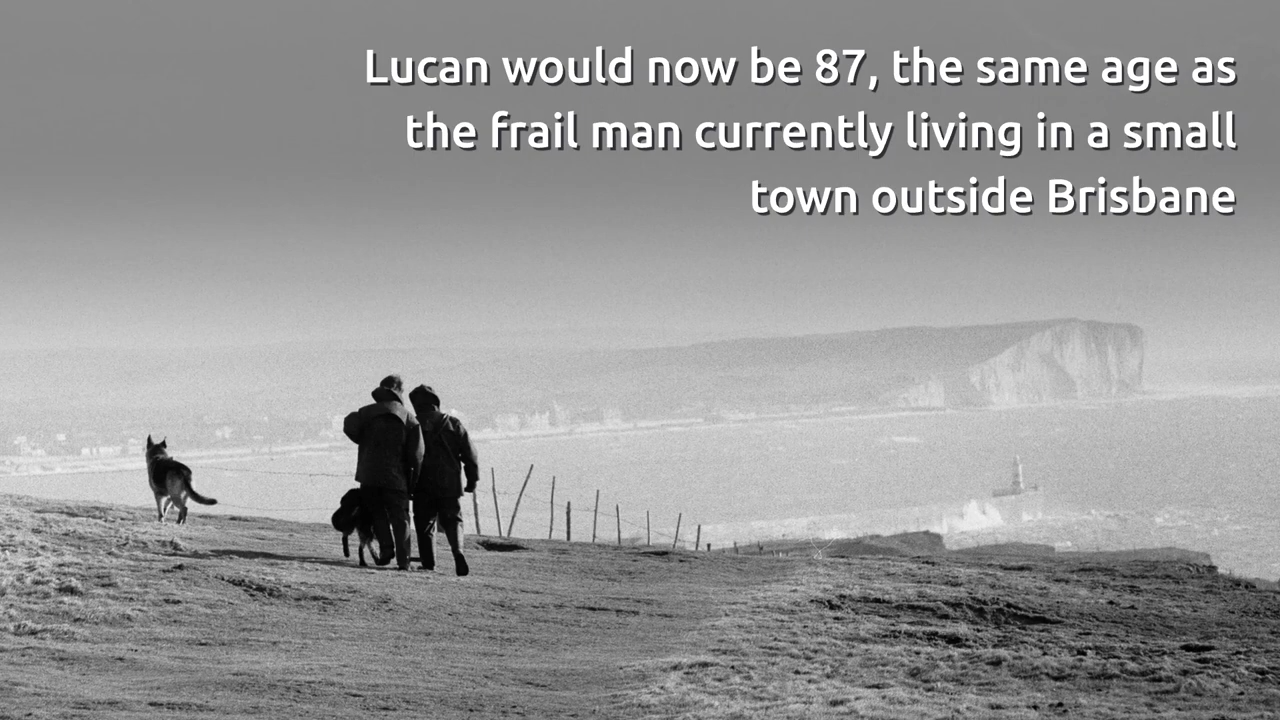 Lucan would now be 87, the same age as
the frail man currently living in a small
town outside Brisbane